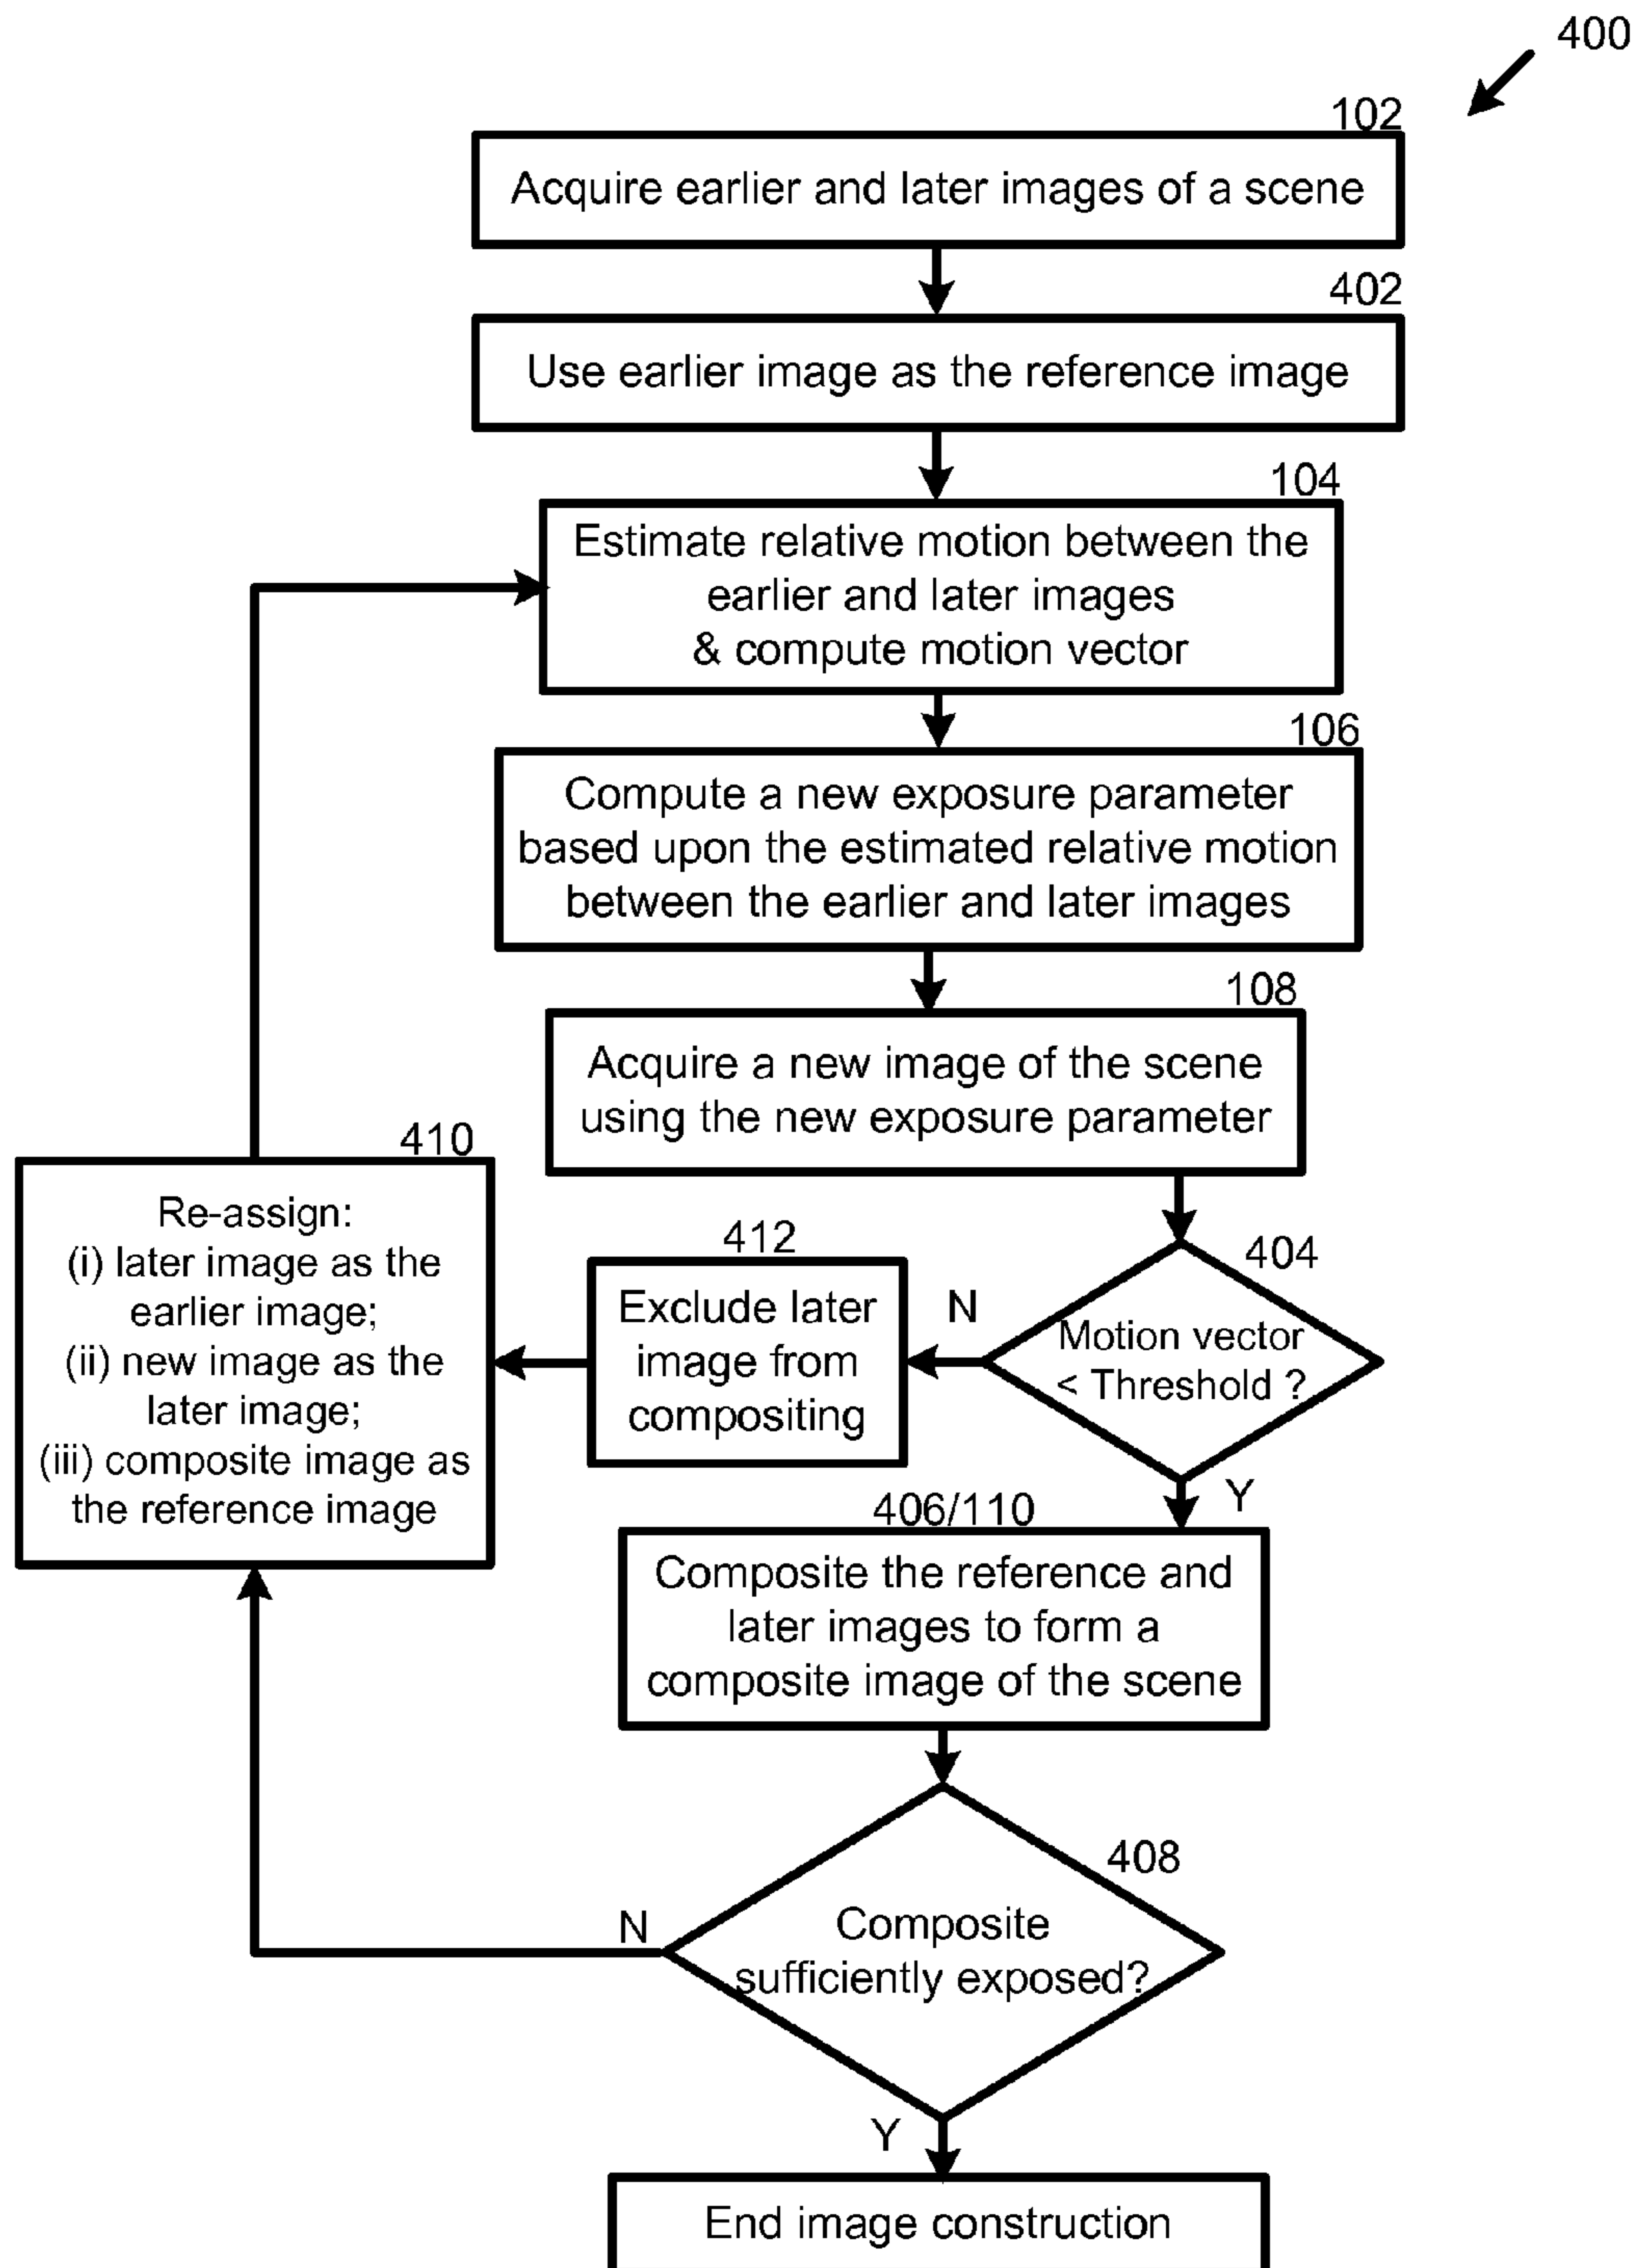 400
102
Acquire earlier and later images of a scene
402
Use earlier image as the reference image
104
Estimate relative motion between the
earlier and later images
& compute motion vector
106
Compute a new exposure parameter
based upon the estimated relative motion
between the earlier and later images
108
Acquire a new image of the scene
using the new exposure parameter
410
Re-assign:
(i) later image as the
earlier image;
(ii) new image as the
later image;
(iii) composite image as
the reference image
412
Exclude later
image from
compositing
N
404
Motion vector
< Threshold ?
Y
406/110
Composite the reference and
later images to form a
composite image of the scene
408
N
Composite
sufficiently exposed?
Y
End image construction